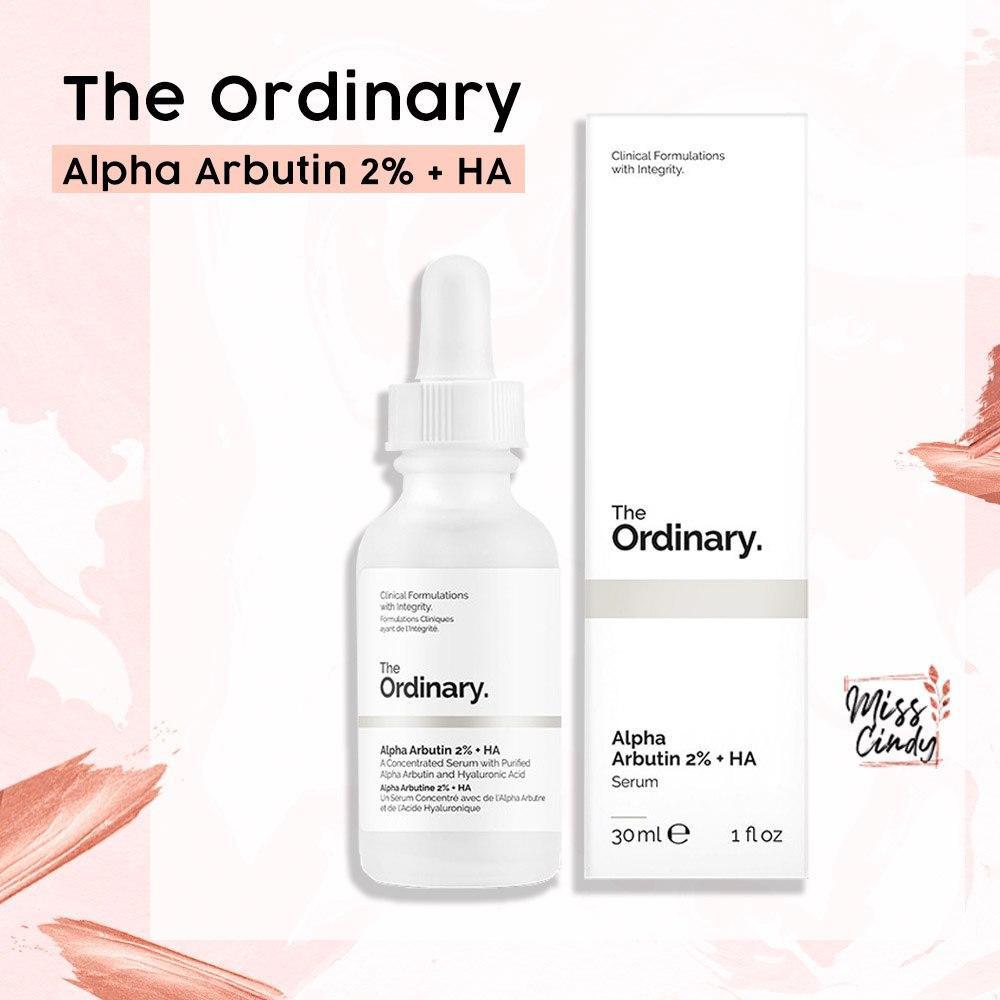 The Ordinary
Alpha Arbutin 2% + HA
Clinical Formulations
with Integrity.
The
Ordinary.
Alpha
Arbutin 2% + HA
Serum
30 ml e 1 fl oz
Clinical Formulations
with Integrity.
Formulations Cliniques
ayant de l'Intégrité.
The
Ordinary.
Alpha Arbutin 2% + HA
A Concentrated Serum with Purified
Alpha Arbutin and Hyaluronic Acid
Alpha Arbutine 2% + HA
Un Sérum Concentré avec de l'Alpha Arbutine
et de l'Acide Hyaluronique
Miss
Cindy